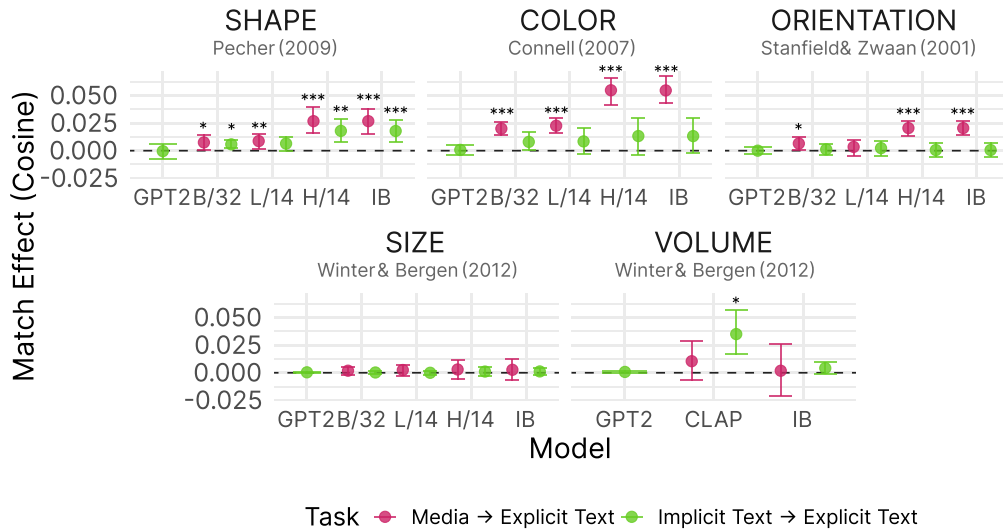 SHAPE COLOR ORIENTATION
Pecher (2009) Connell (2007) Stanfield& Zwaan (2001)
Match Effect (Cosine)
*** *** *** ***
* * ** ** *** *** *** * *** ***
0.050
0.025
0.000
-0.025
GPT2 B/32 L/14 H/14 IB GPT2 B/32 L/14 H/14 IB GPT2 B/32 L/14 H/14 IB
SIZE VOLUME
Winter& Bergen (2012) Winter& Bergen (2012)
*
0.050
0.025
0.000
-0.025
GPT2 B/32 L/14 H/14 IB GPT2 CLAP IB
Model
Task Media → Explicit Text Implicit Text → Explicit Text